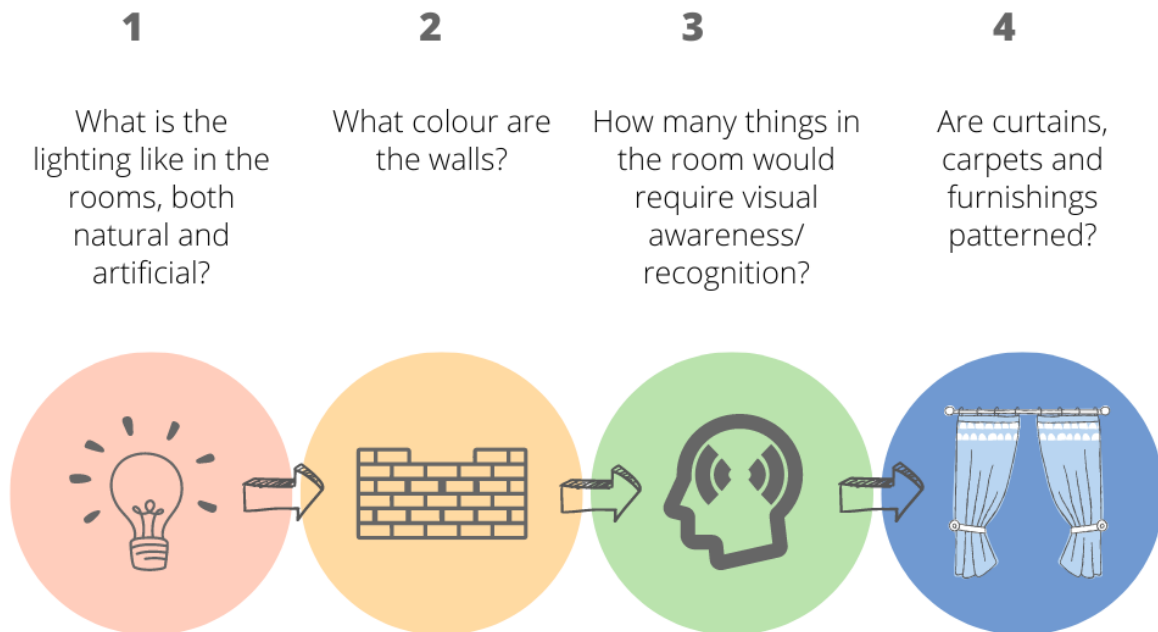 1
What is the
lighting like in the
rooms, both
natural and
artificial?
2
What colour are
the walls?
3
How many things in
the room would
require visual
awareness/
recognition?
4
Are curtains,
carpets and
furnishings
patterned?